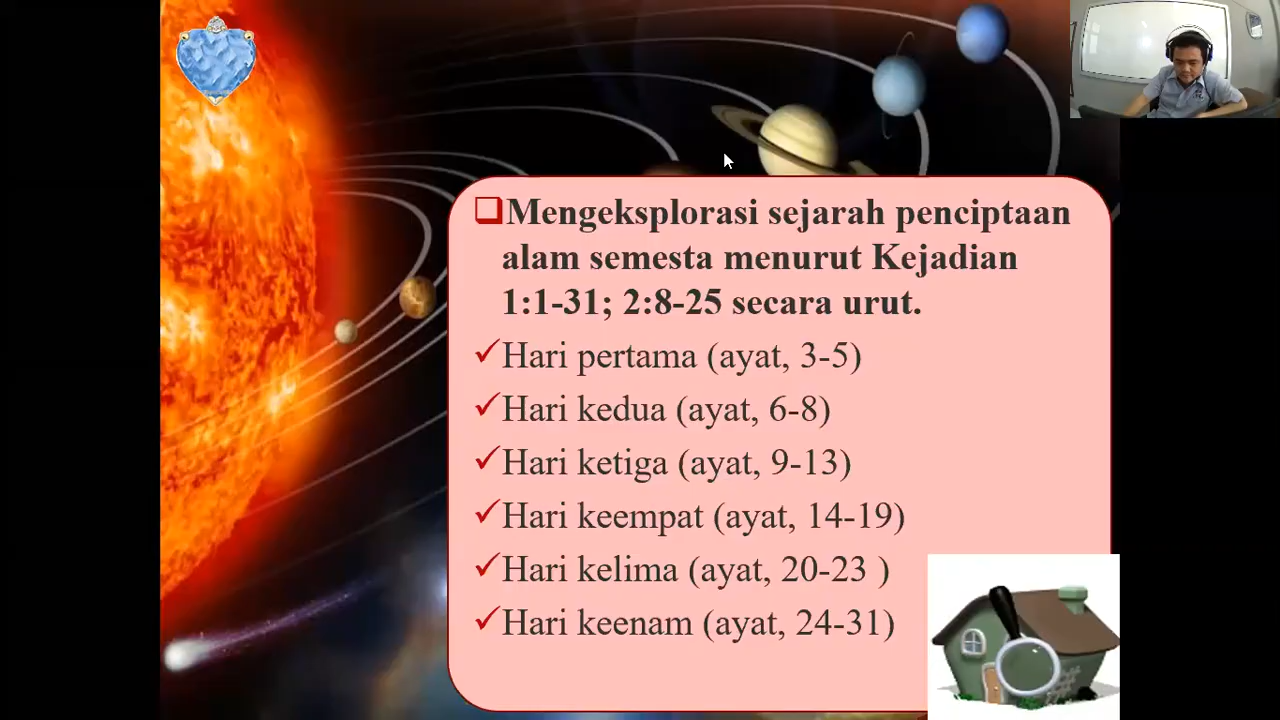 ❑Mengeksplorasi sejarah penciptaan
alam semesta menurut Kejadian
1:1-31; 2:8-25 secara urut.
✓Hari pertama (ayat, 3-5)
✓Hari kedua (ayat, 6-8)
✓Hari ketiga (ayat, 9-13)
✓Hari keempat (ayat, 14-19)
✓Hari kelima (ayat, 20-23 )
✓Hari keenam (ayat, 24-31)